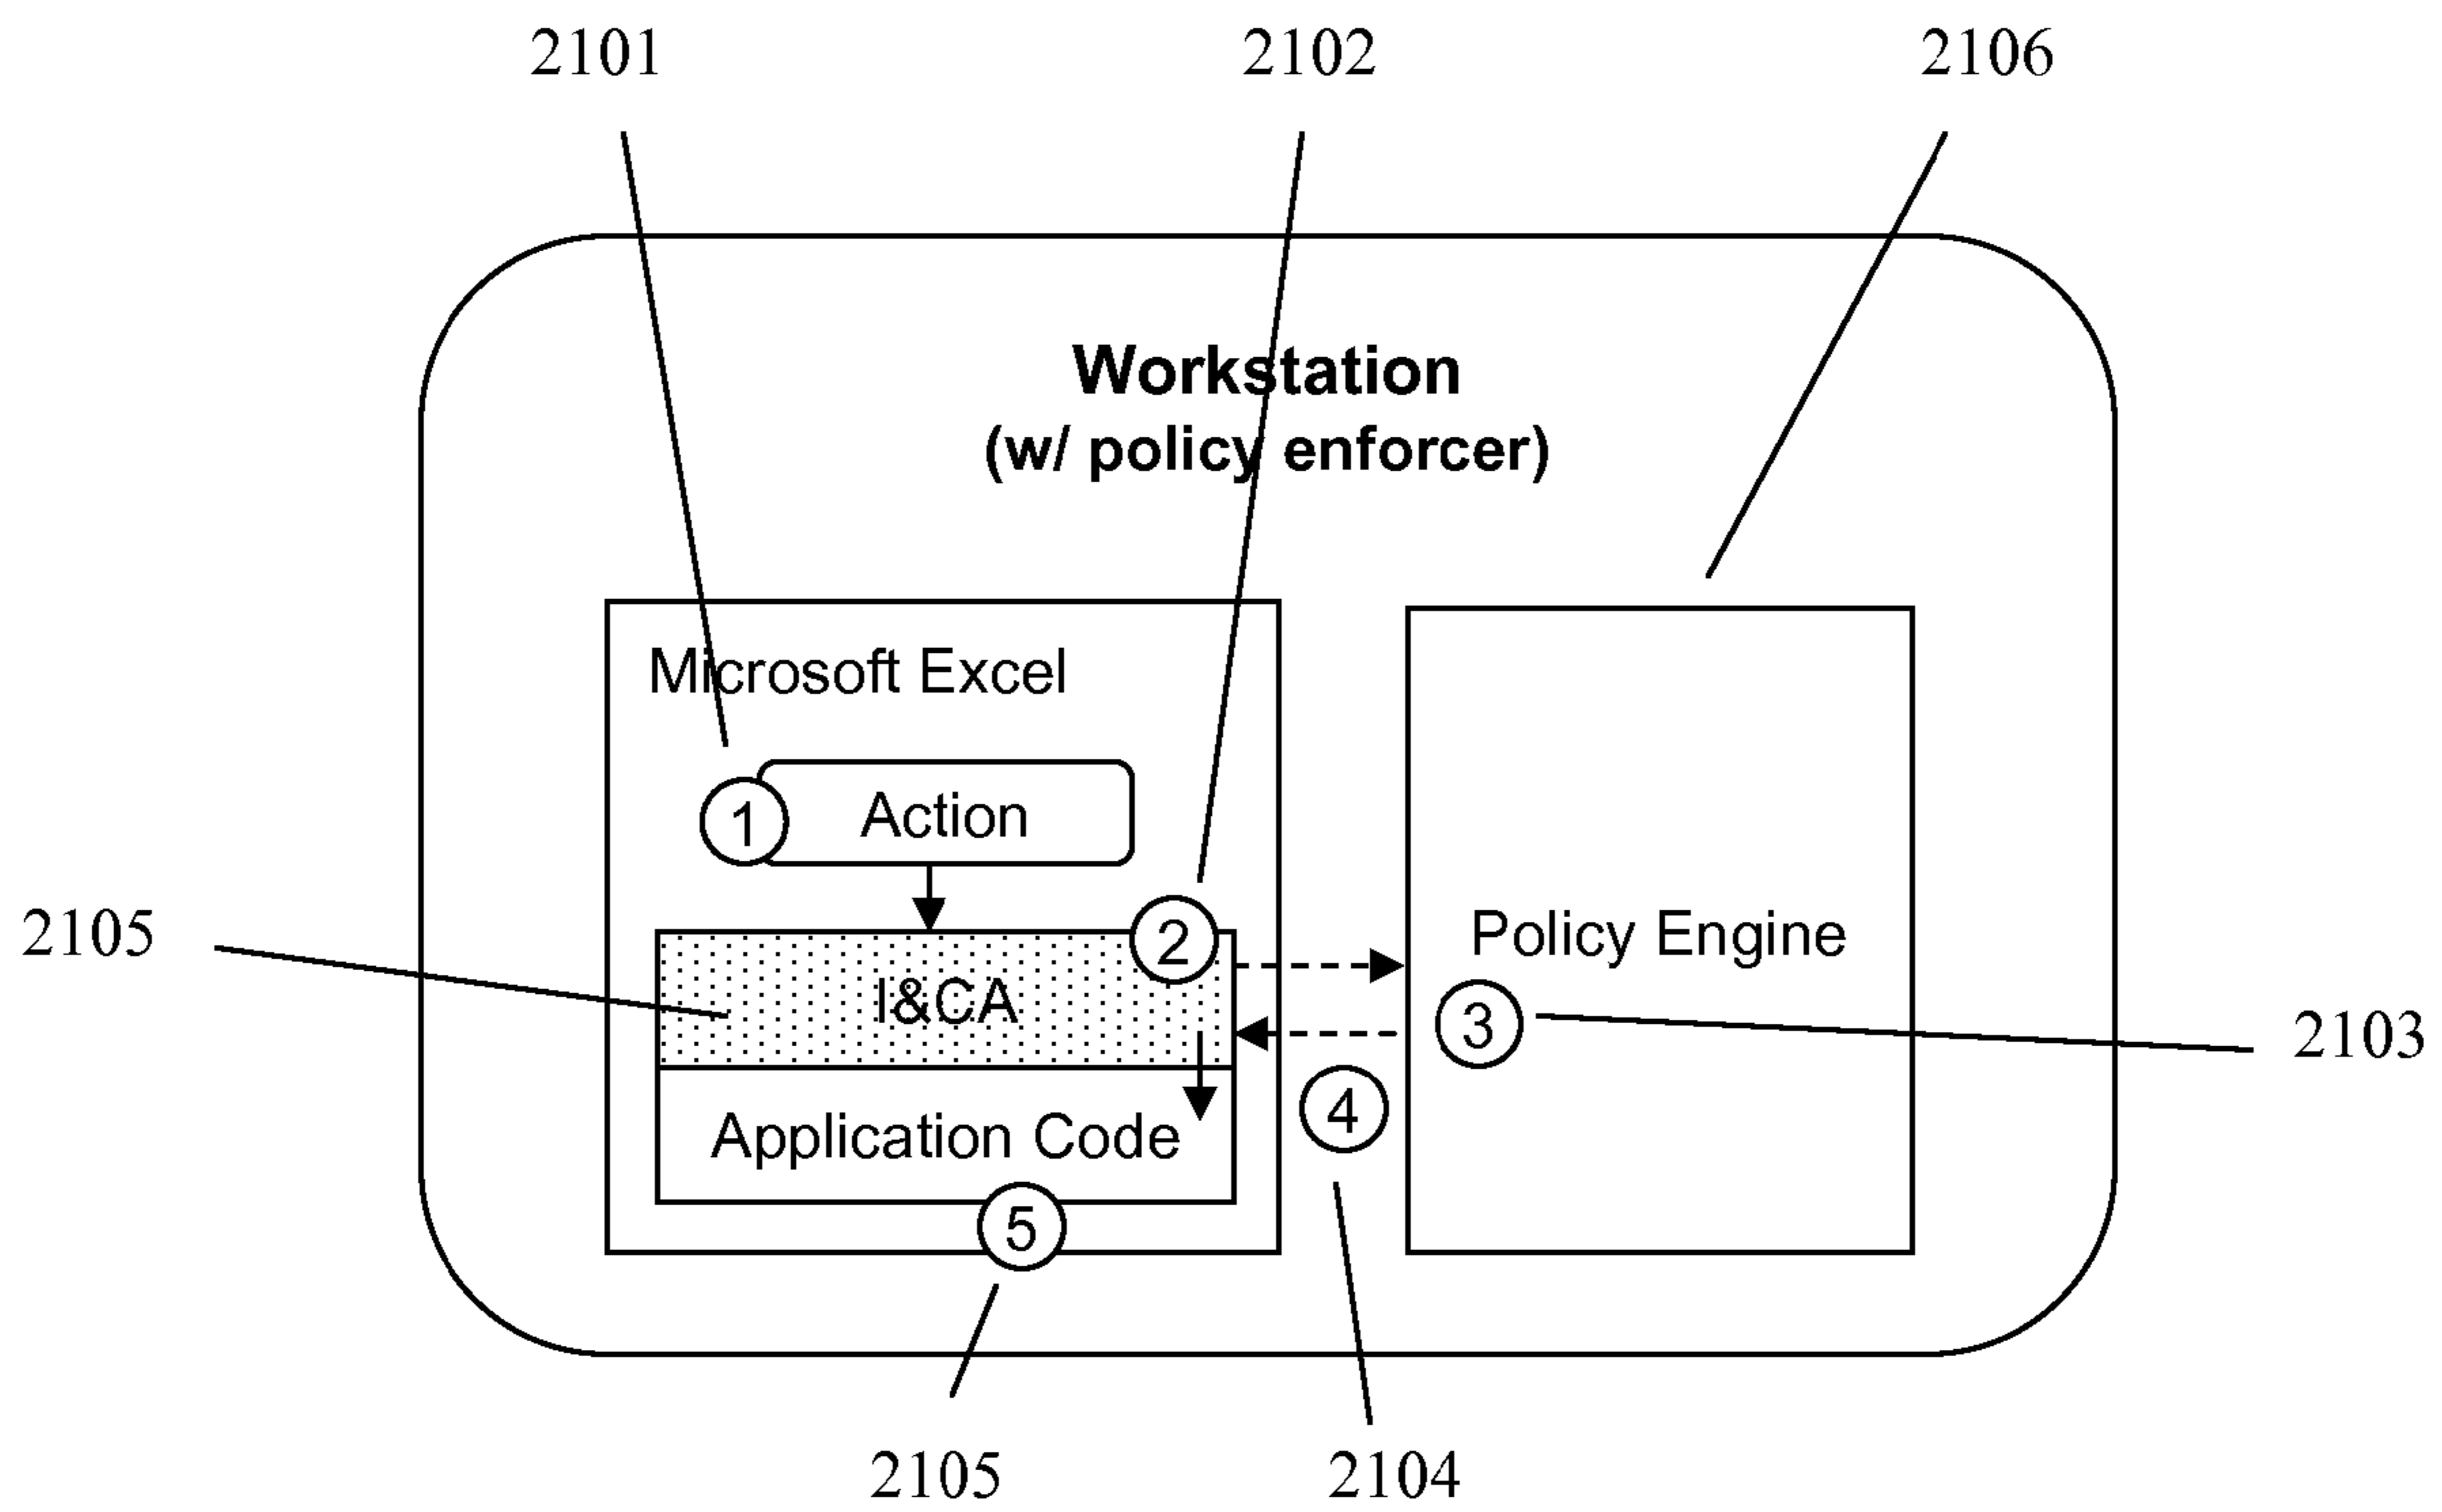 2101
2102
2106
Workstation
(w/ policy enforcer)
Microsoft Excel
1
Action
2105
2
Policy Engine
I&CA
3
2103
4
Application Code
5
2105
2104